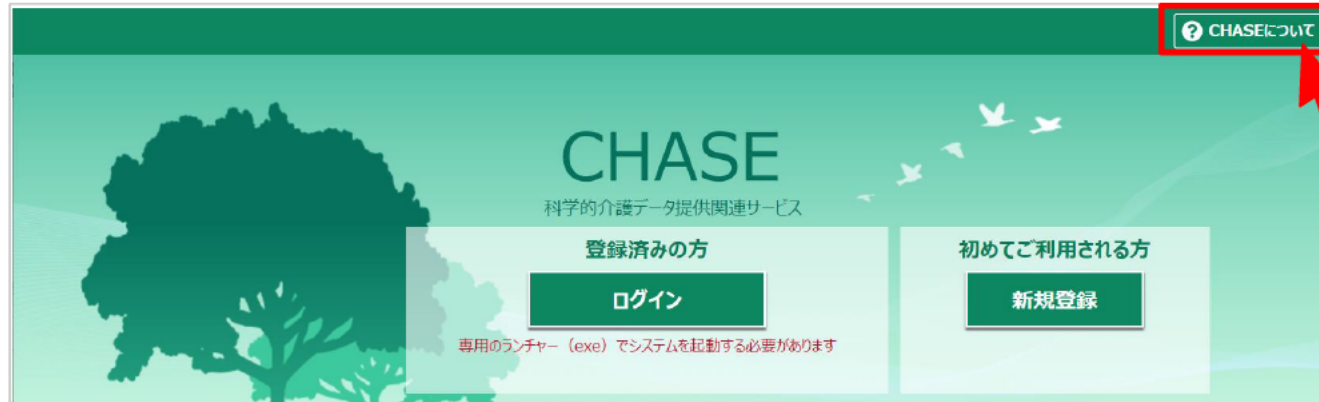 ? CHASEについて
CHASE
科学的介護データ提供関連サービス
登録済みの方
ログイン
専用のランチャー（exe）でシステムを起動する必要があります
初めてご利用される方
新規登録